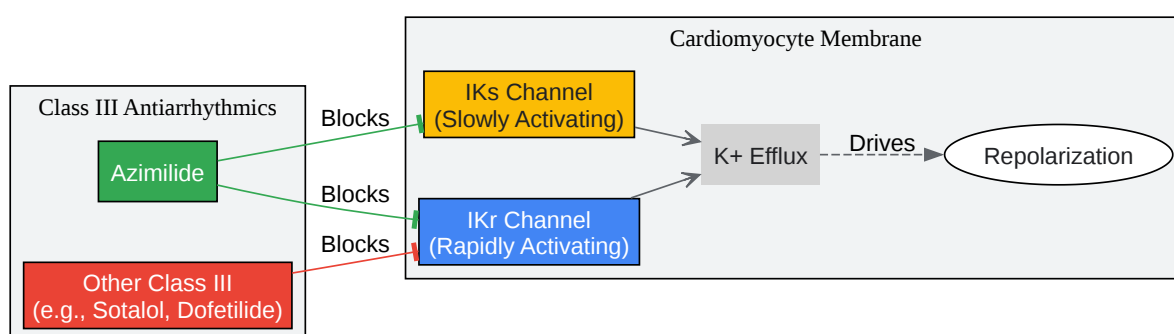 Class III Antiarrhythmics
Azimilide
Other Class III
(e.g., Sotalol, Dofetilide)
Blocks
Blocks
Blocks
Cardiomyocyte Membrane
IKs Channel
(Slowly Activating)
IKr Channel
(Rapidly Activating)
K+ Efflux
Drives
Repolarization